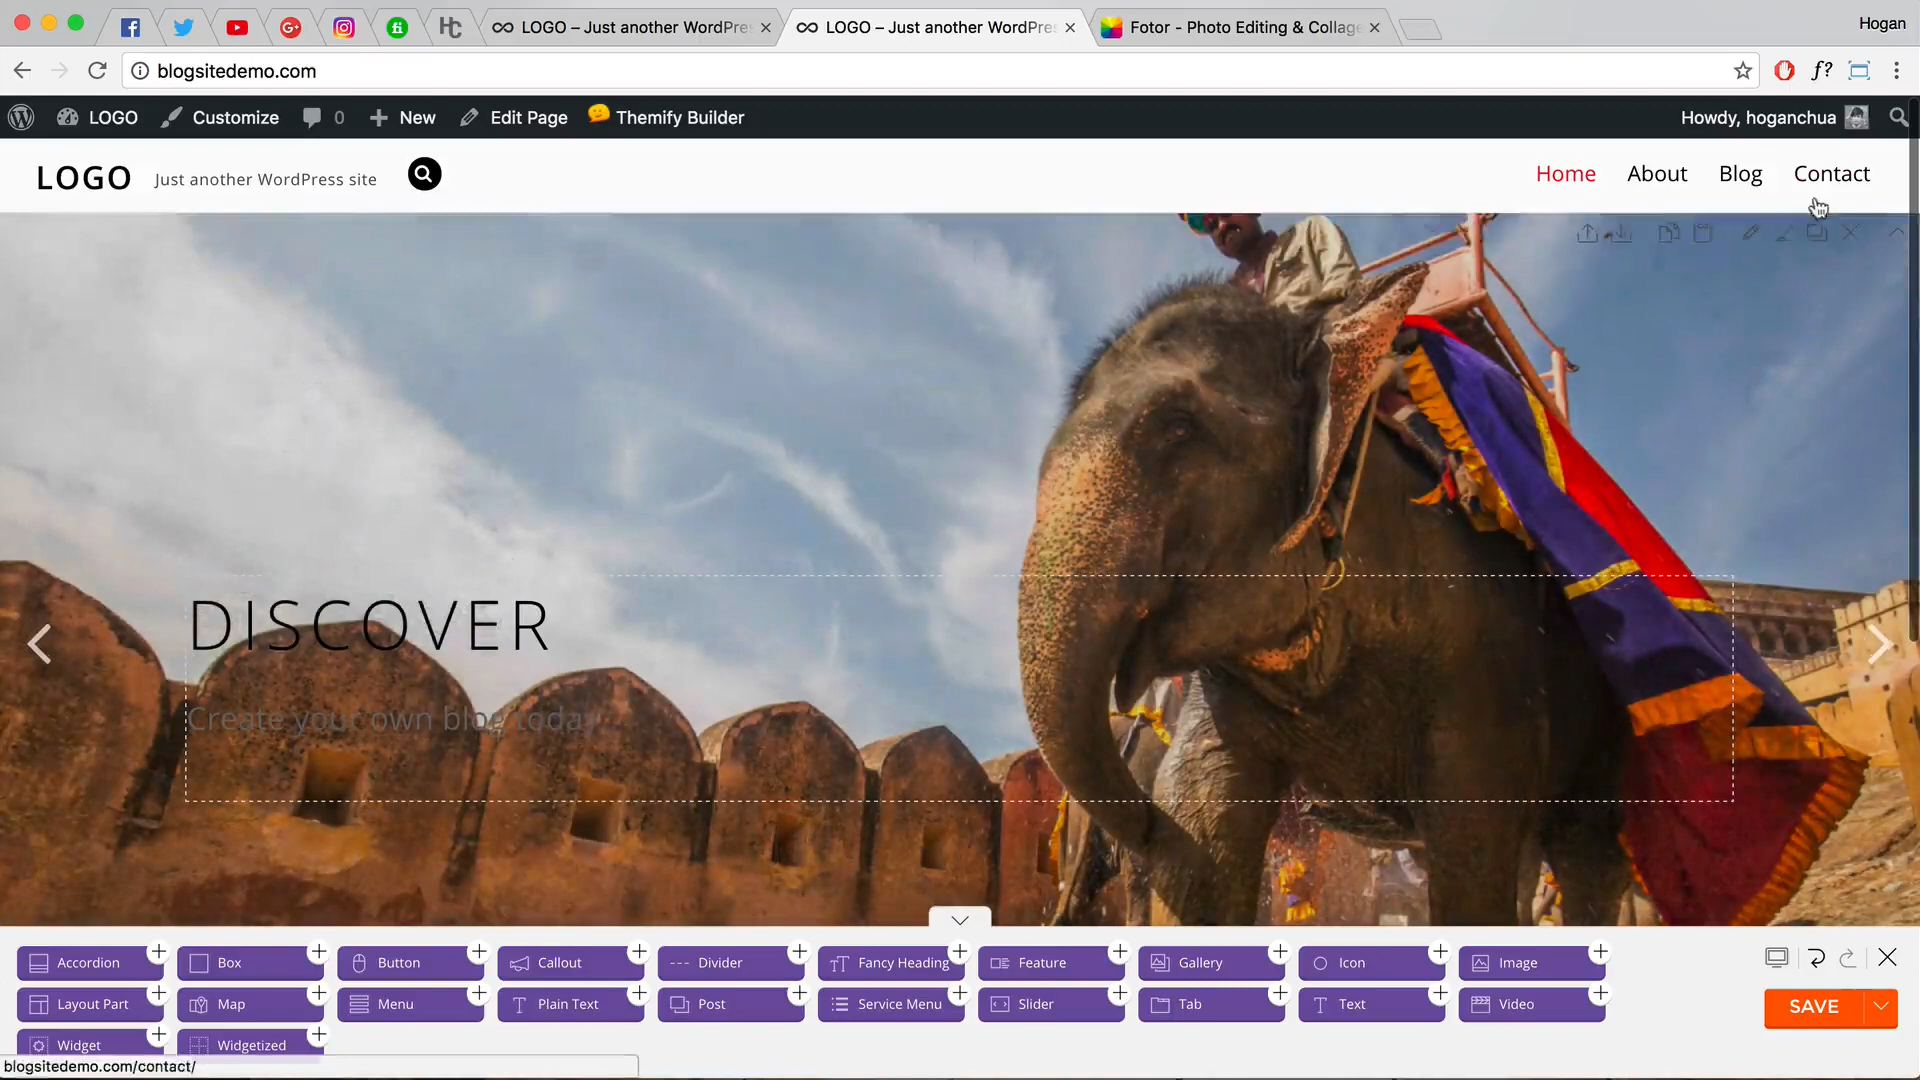 LOGO – Just another WordPre
LOGO – Just another WordPre
Fotor - Photo Editing & Collage
Hogan
blogsitedemo.com
f?
LOGO
Customize
0
New
Edit Page
Themify Builder
Howdy, hoganchua
LOGO
Just another WordPress site
Home
About
Blog
Contact
DISCOVER
Create your own blog today
Accordion
Box
Button
Callout
Divider
Fancy Heading
Feature
Gallery
Icon
Image
Layout Part
Map
Menu
Plain Text
Post
Service Menu
Slider
Tab
Text
Video
SAVE
Widget
Widgetized
blogsitedemo.com/contact/